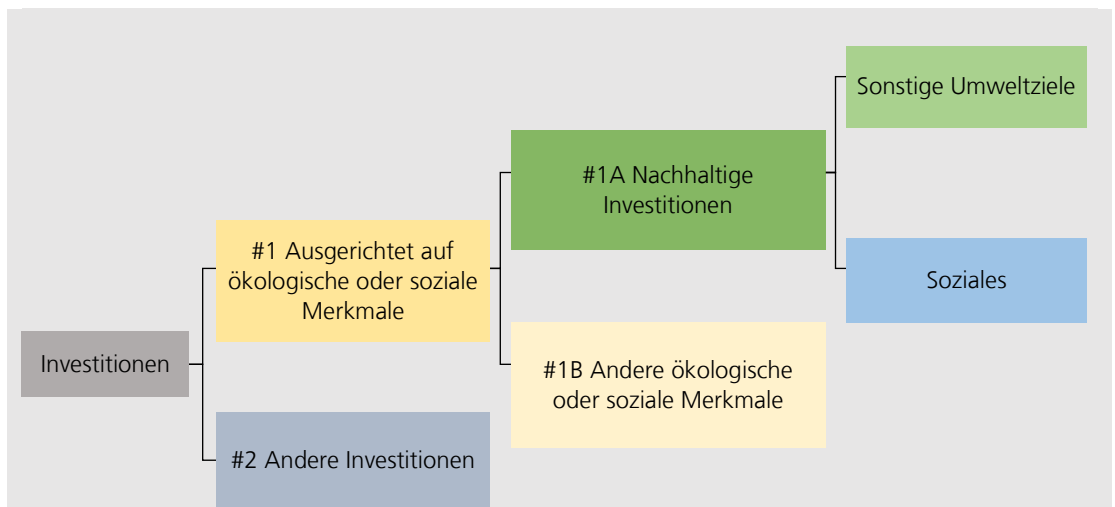 Investitionen
#1 Ausgerichtet auf
ökologische oder soziale
Merkmale
#2 Andere Investitionen
#1A Nachhaltige
Investitionen
#1B Andere ökologische
oder soziale Merkmale
Sonstige Umweltziele
Soziales